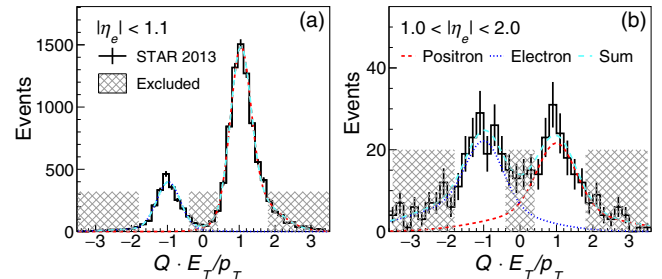 |η_e| < 1.1 (a)
STAR 2013
Excluded
Events
1500
1000
500
0
−3 −2 −1 0 1 2 3
Q · E_T/p_T
1.0 < |η_e| < 2.0 (b)
Positron Electron Sum
Events
40
20
0
−3 −2 −1 0 1 2 3
Q · E_T/p_T